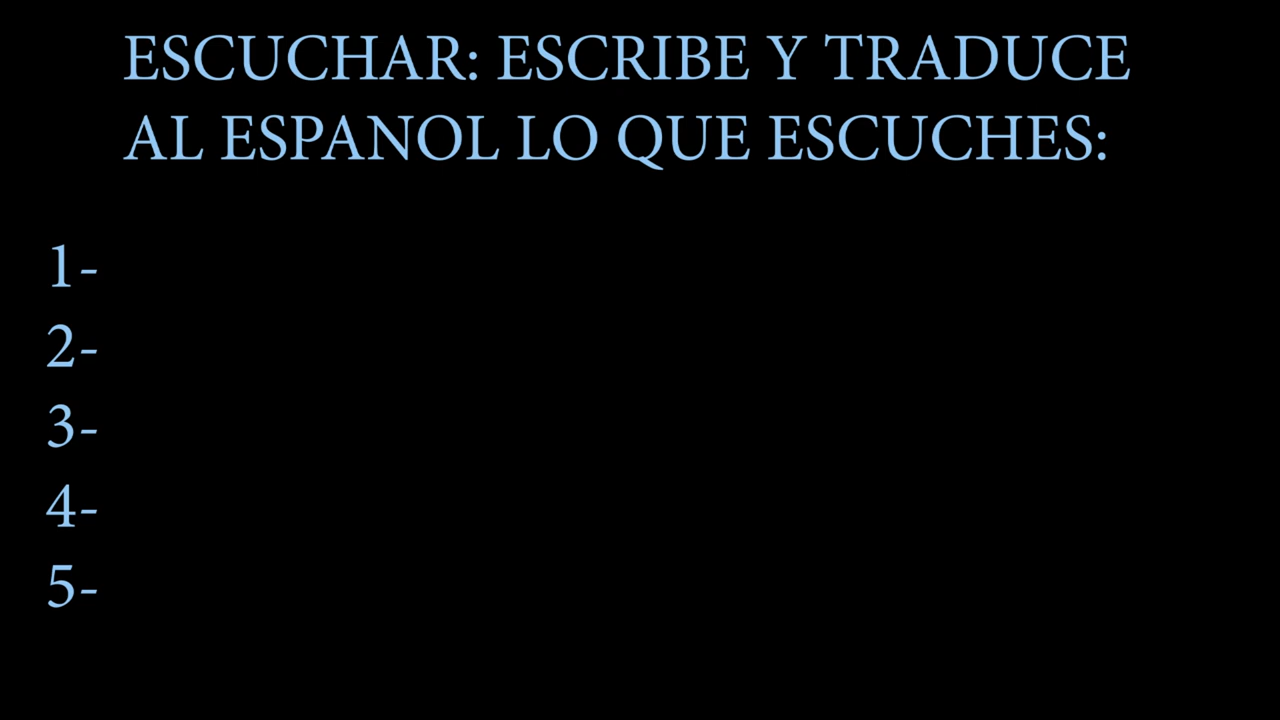 ESCUCHAR: ESCRIBE Y TRADUCE
AL ESPANOL LO QUE ESCUCHES:
1-
2-
3-
4-
5-